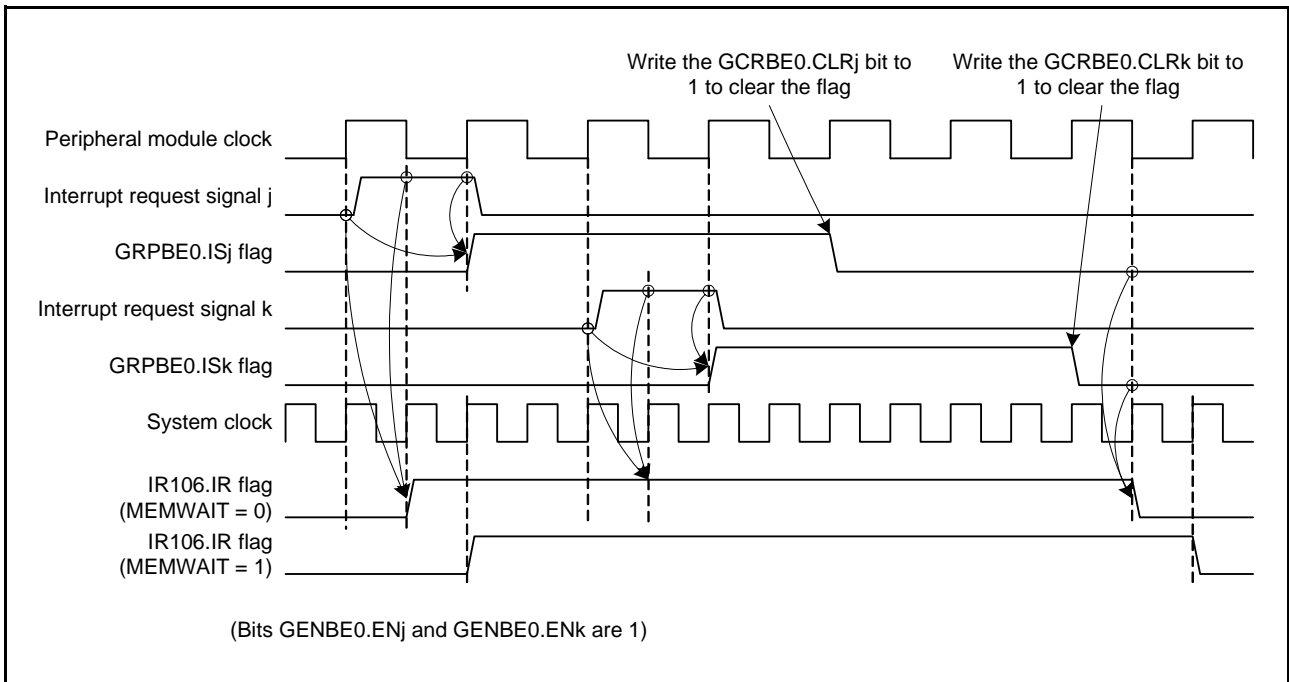 Write the GCRBE0.CLRj bit to
1 to clear the flag
Write the GCRBE0.CLRk bit to
1 to clear the flag
Peripheral module clock
Interrupt request signal j
GRPBE0.ISj flag
Interrupt request signal k
GRPBE0.ISk flag
System clock
IR106.IR flag
(MEMWAIT = 0)
IR106.IR flag
(MEMWAIT = 1)
(Bits GENBE0.ENj and GENBE0.ENk are 1)